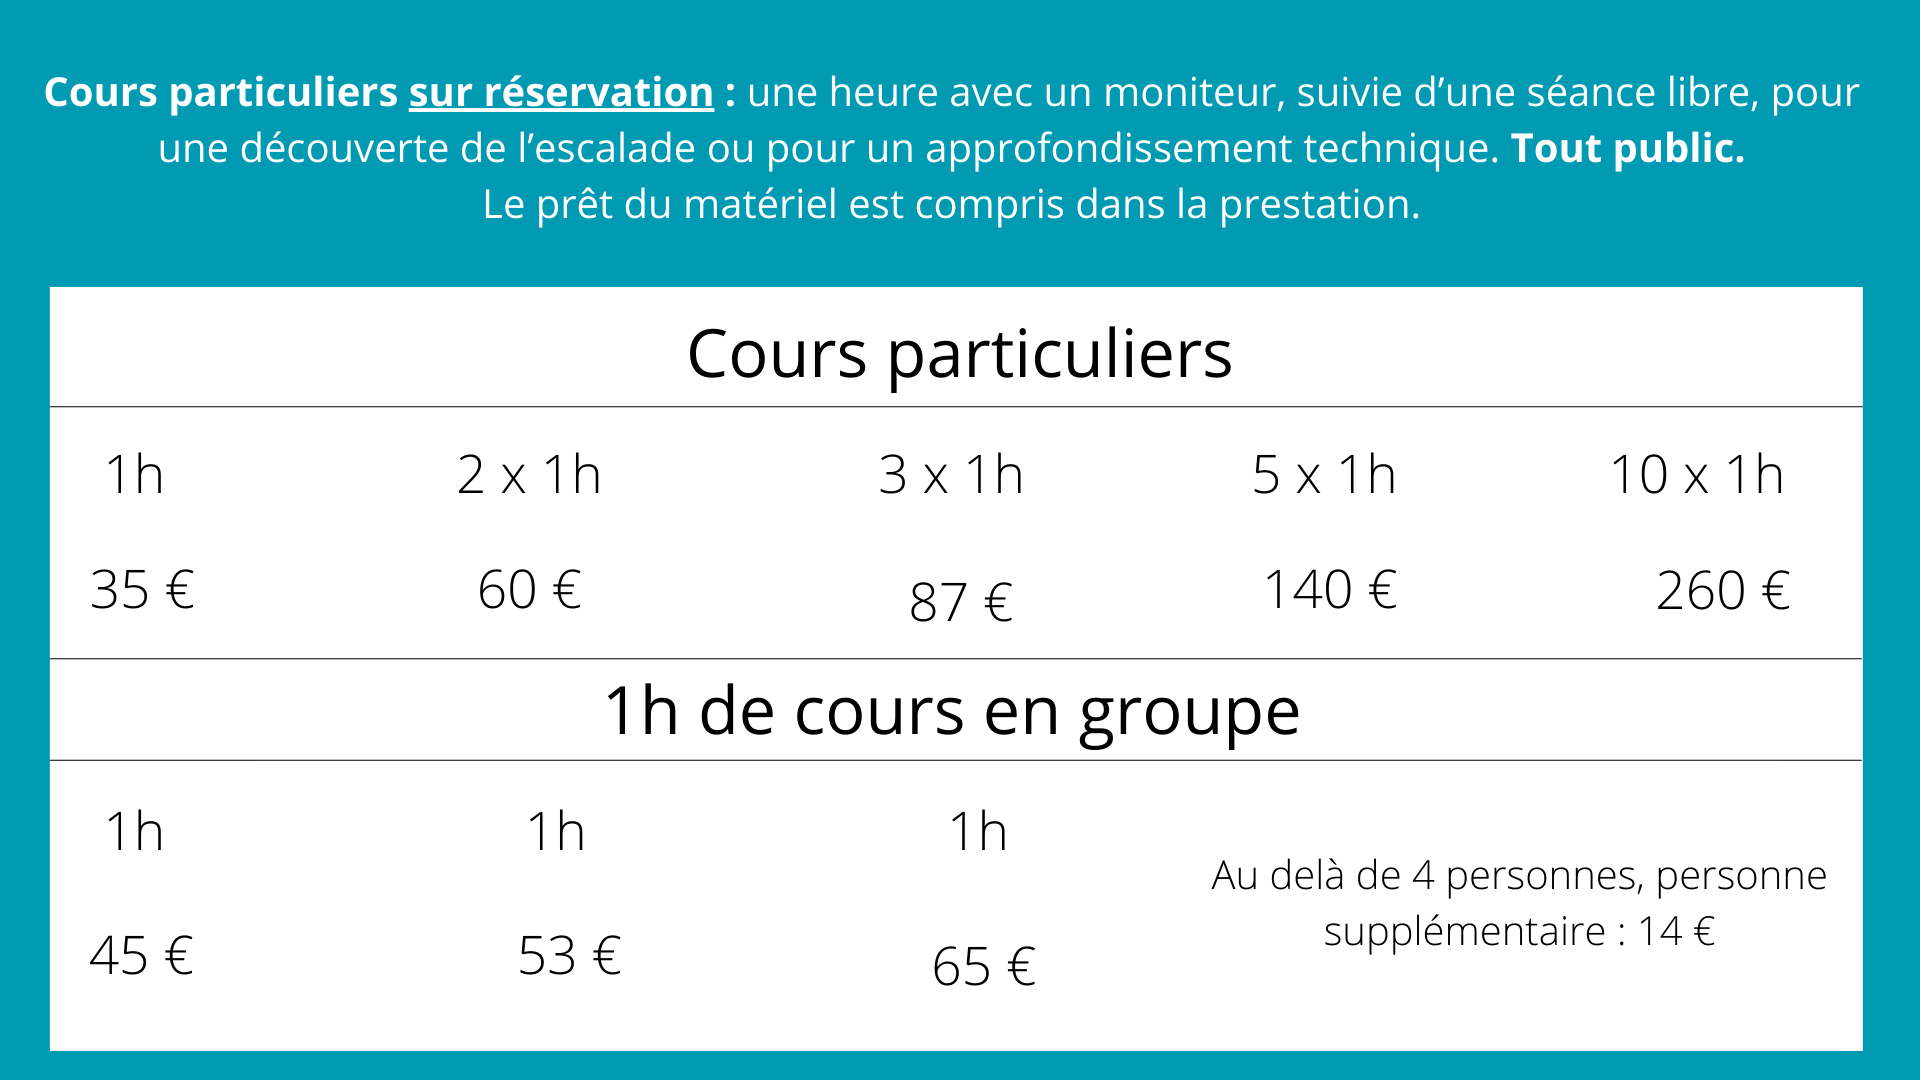 Cours particuliers sur réservation : une heure avec un moniteur, suivie d’une séance libre, pour
une découverte de l’escalade ou pour un approfondissement technique. Tout public.
Le prêt du matériel est compris dans la prestation.
Cours particuliers
1h 2 x 1h 3 x 1h 5 x 1h 10 x 1h
35 € 60 € 87 € 140 € 260 €
1h de cours en groupe
1h 1h 1h
45 € 53 € 65 €
Au delà de 4 personnes, personne
supplémentaire : 14 €